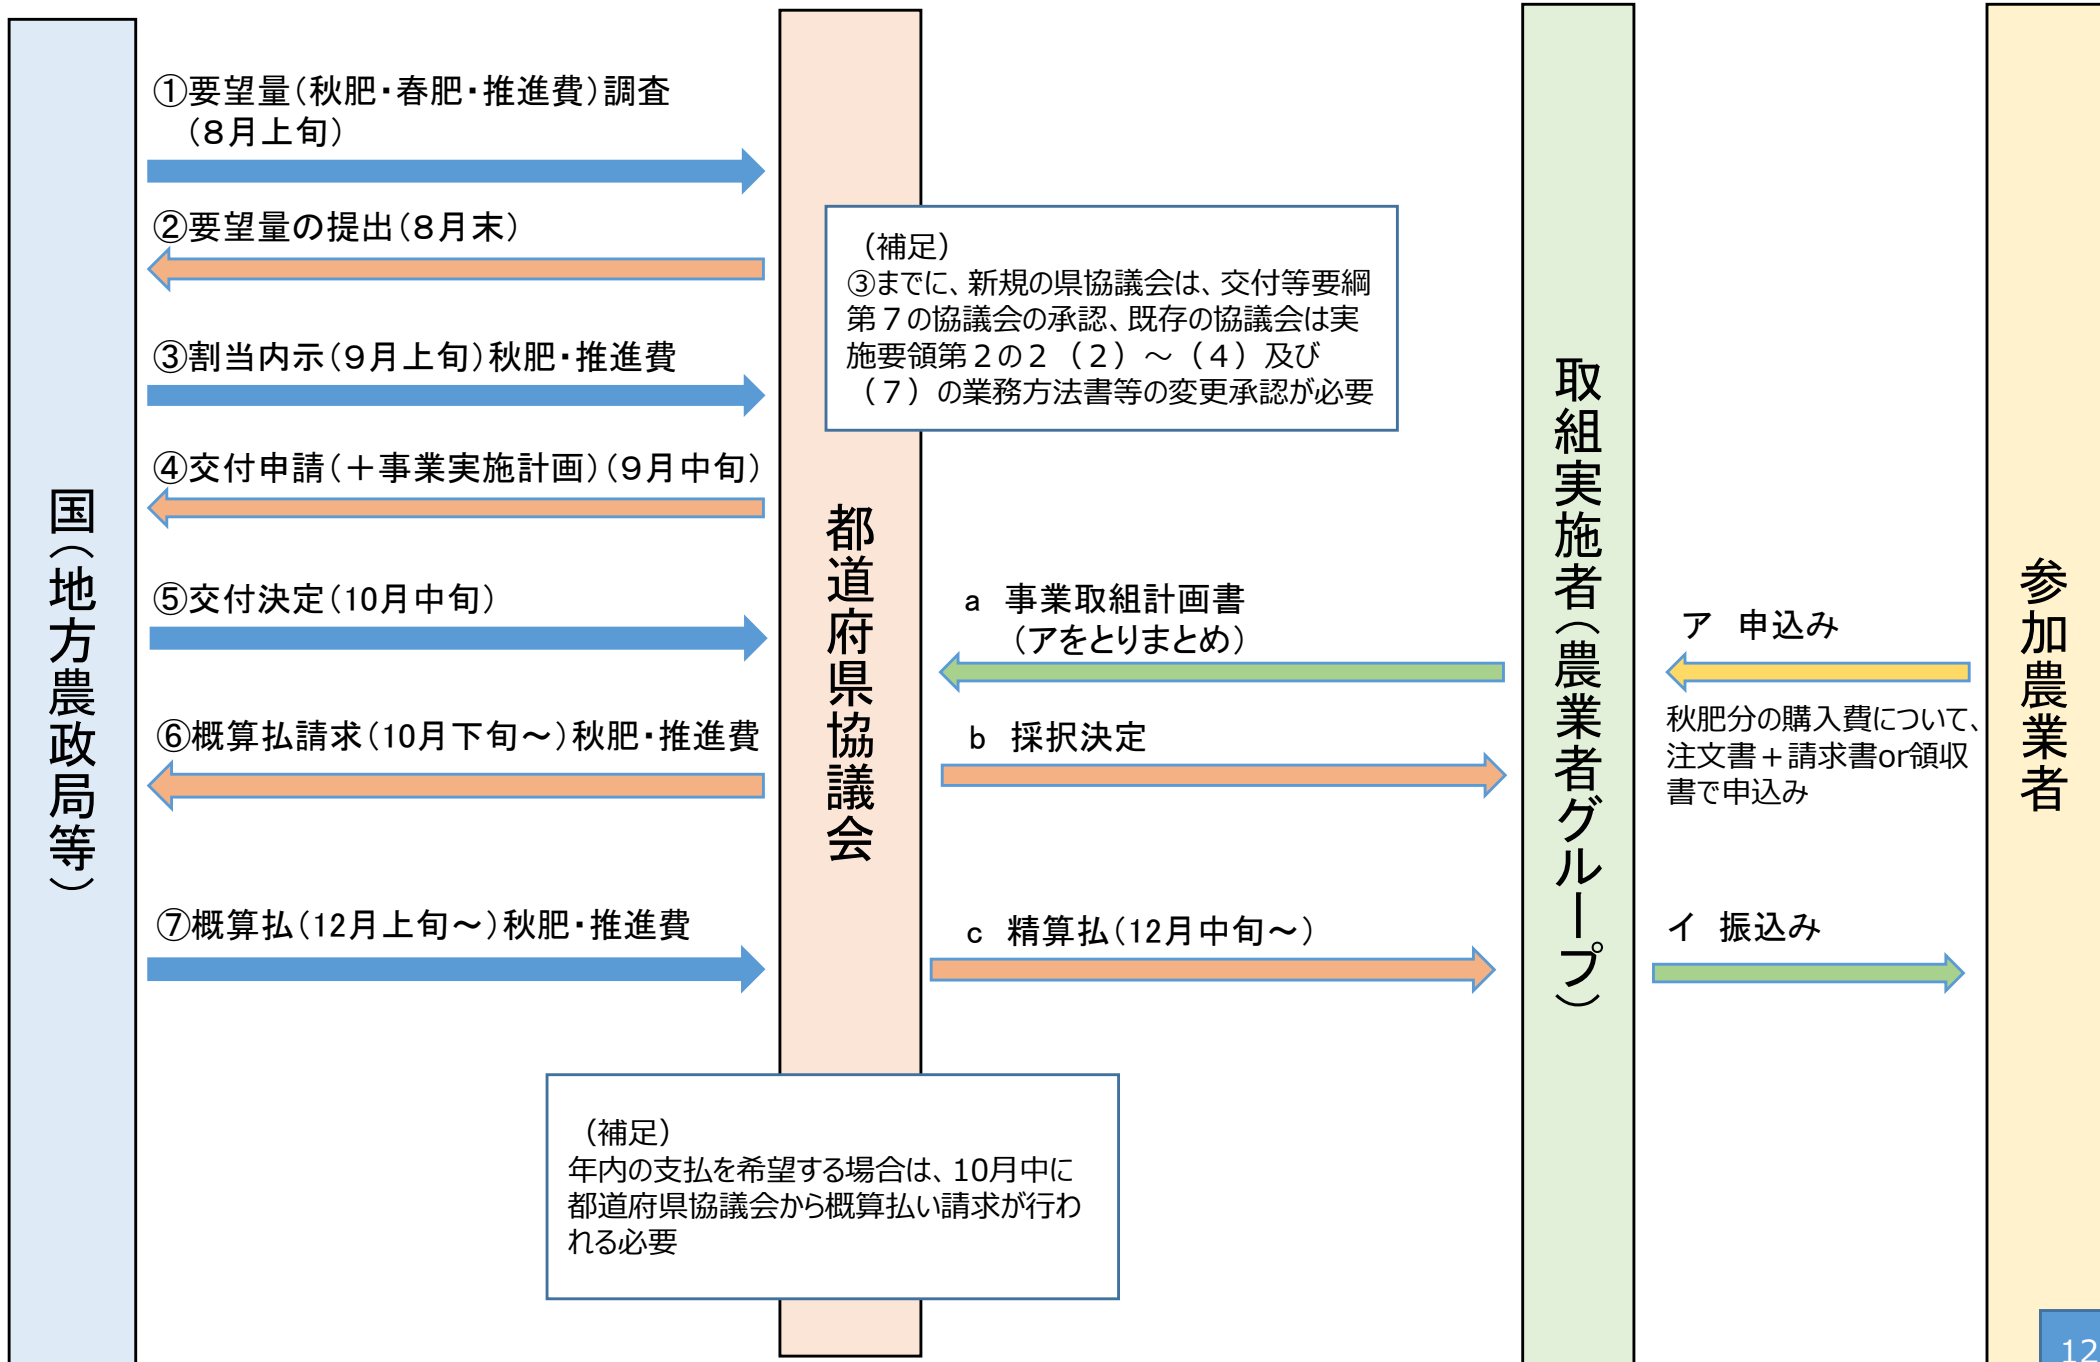 国（地方農政局等）
①要望量（秋肥・春肥・推進費）調査
（８月上旬）
②要望量の提出（８月末）
③割当内示（９月上旬）秋肥・推進費
④交付申請（＋事業実施計画）（９月中旬）
⑤交付決定（10月中旬）
⑥概算払請求（10月下旬～）秋肥・推進費
⑦概算払（12月上旬～）秋肥・推進費
都道府県協議会
（補足）
③までに、新規の県協議会は、交付等要綱
第７の協議会の承認、既存の協議会は実
施要領第２の２（２）～（４）及び
（７）の業務方法書等の変更承認が必要
a　事業取組計画書
（アをとりまとめ）
b　採択決定
c　精算払（12月中旬～）
（補足）
年内の支払を希望する場合は、10月中に
都道府県協議会から概算払い請求が行わ
れる必要
取組実施者（農業者グループ）
ア　申込み
秋肥分の購入費について、
注文書＋請求書or領収
書で申込み
イ　振込み
参加農業者
12